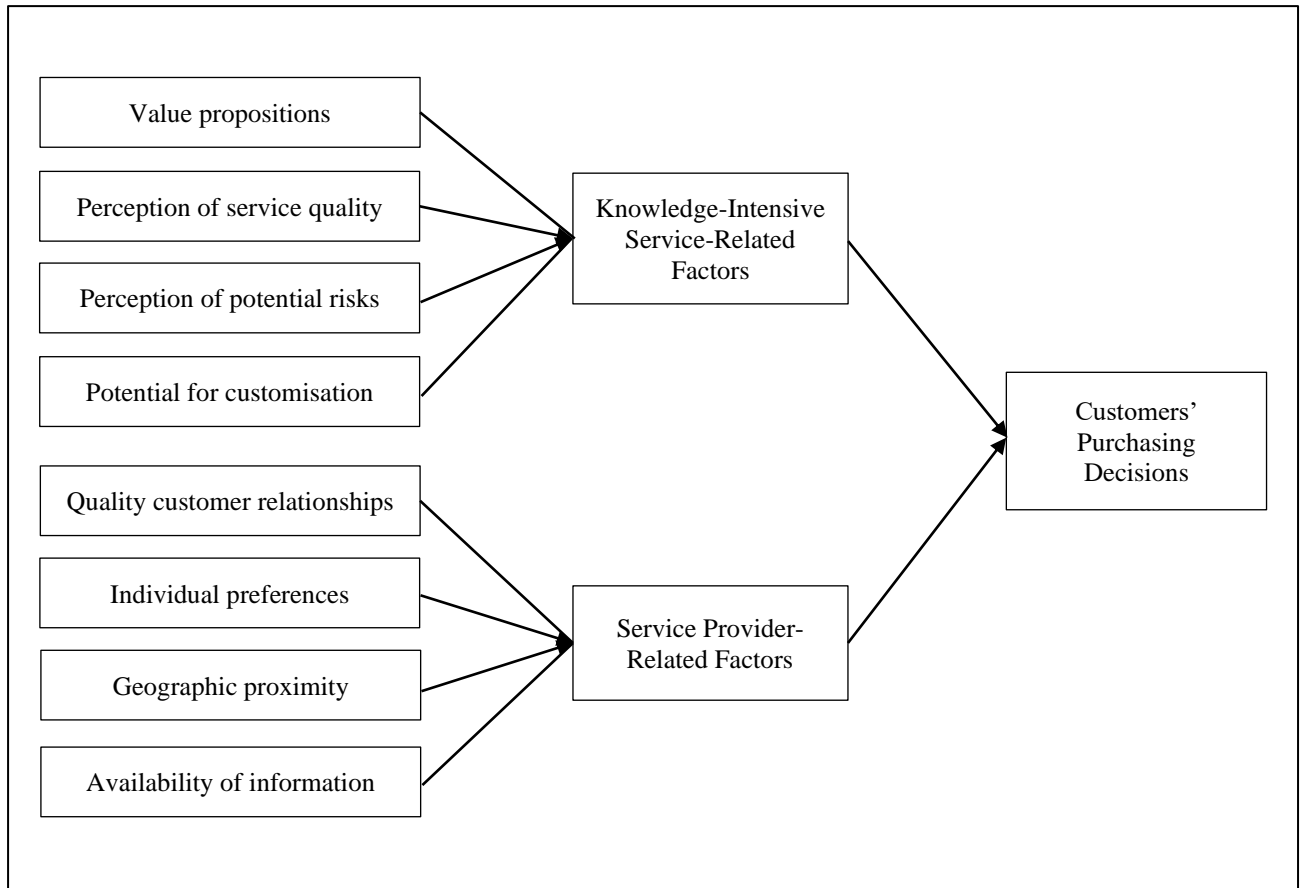 Value propositions
Perception of service quality
Perception of potential risks
Potential for customisation
Quality customer relationships
Individual preferences
Geographic proximity
Availability of information
Knowledge-Intensive
Service-Related
Factors
Service Provider-
Related Factors
Customers’
Purchasing
Decisions